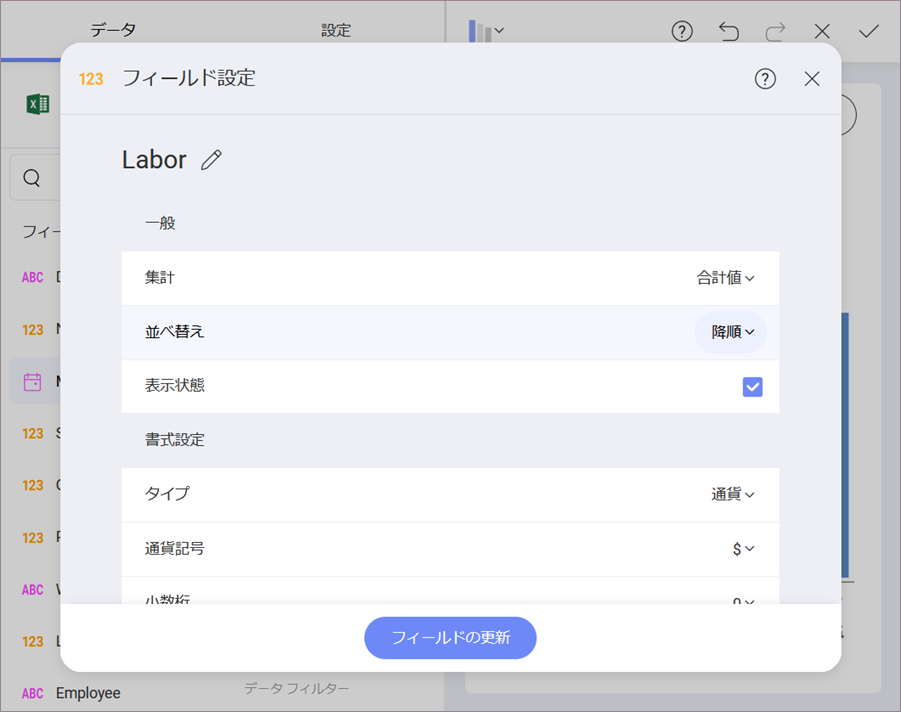 データ
設定
123 フィールド設定
Labor
一般
集計 合計値
並べ替え 降順
表示状態
書式設定
タイプ 通貨
通貨記号 $
小数桁 0
フィールドの更新
フィー
ABC
123
123
123
123
ABC
123
ABC Employee
データ フィルター